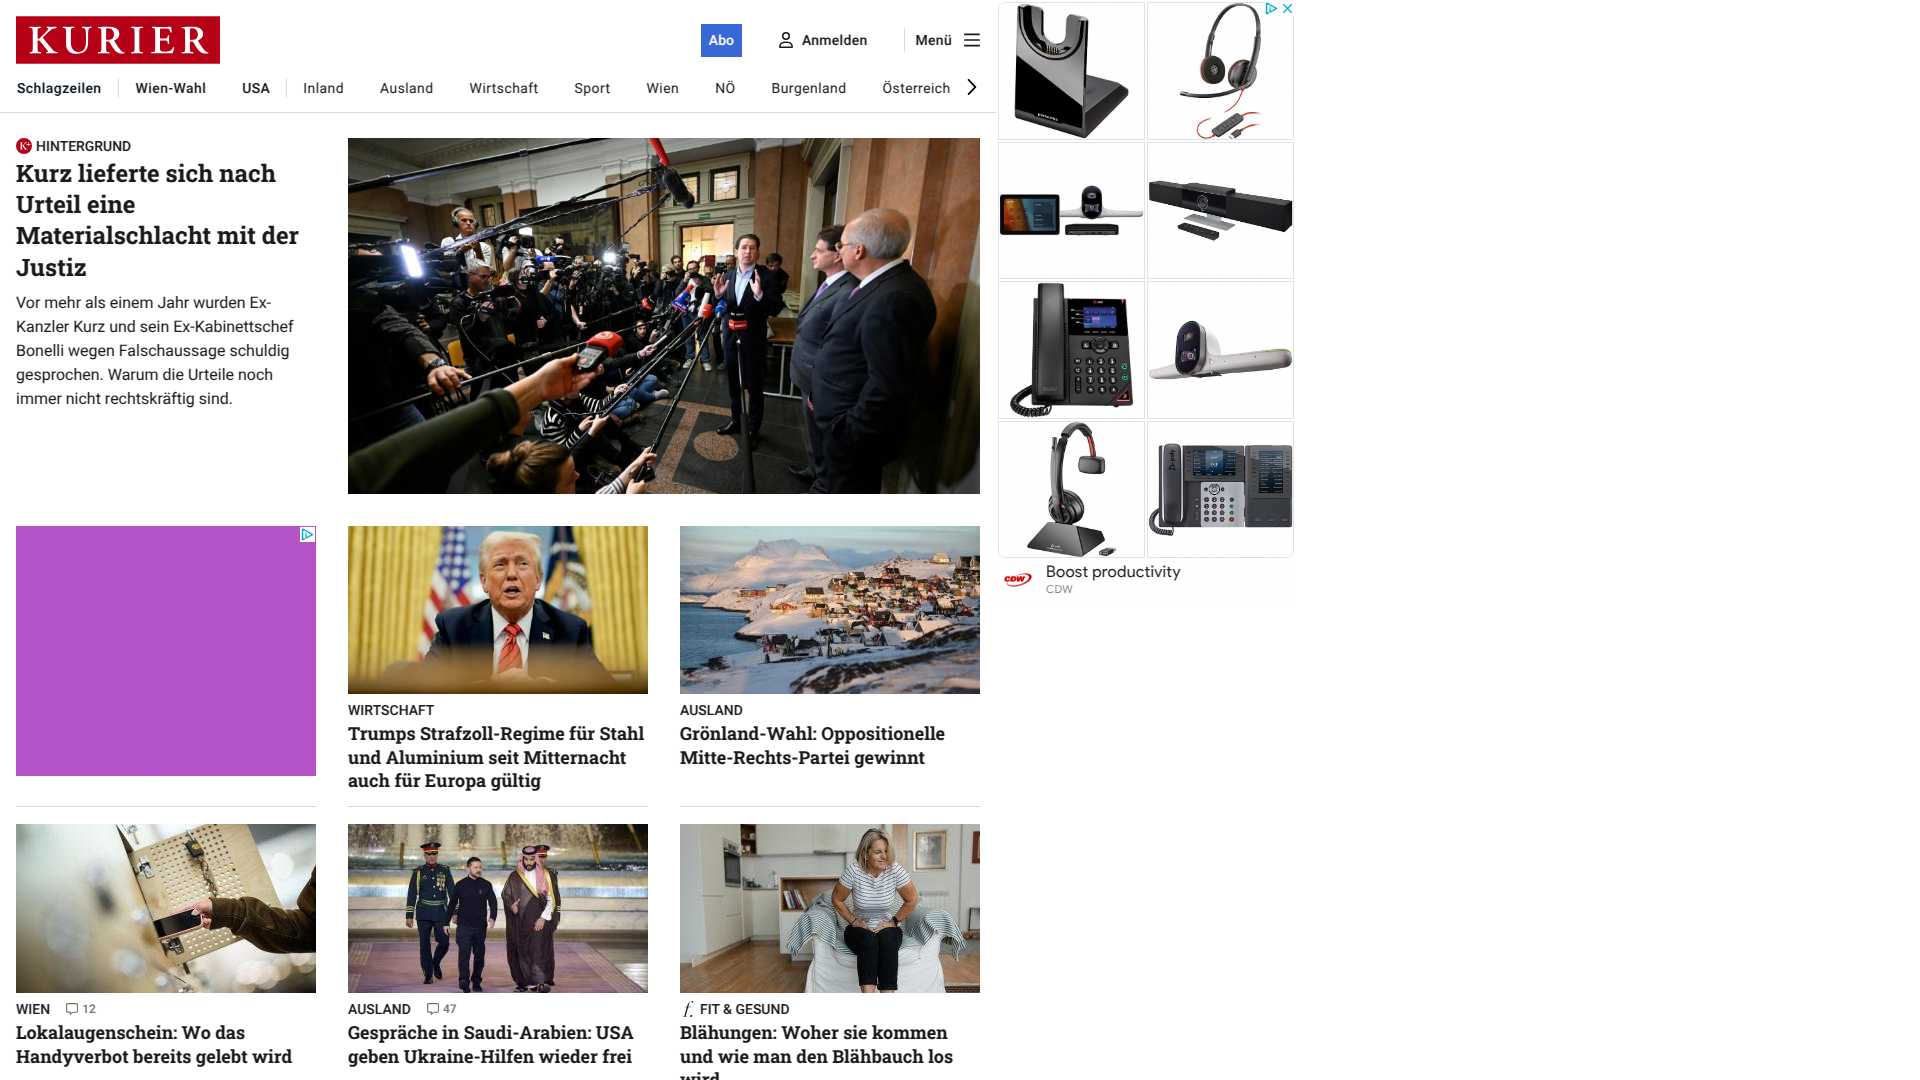 KURIER
Abo
Anmelden
Menü
Schlagzeilen
Wien-Wahl
USA
Inland
Ausland
Wirtschaft
Sport
Wien
NÖ
Burgenland
Österreich
HINTERGRUND
Kurz lieferte sich nach
Urteil eine
Materialschlacht mit der
Justiz
Vor mehr als einem Jahr wurden Ex-
Kanzler Kurz und sein Ex-Kabinettschef
Bonelli wegen Falschaussage schuldig
gesprochen. Warum die Urteile noch
immer nicht rechtskräftig sind.
CDW
Boost productivity
CDW
WIRTSCHAFT
Trumps Strafzoll-Regime für Stahl
und Aluminium seit Mitternacht
auch für Europa gültig
AUSLAND
Grönland-Wahl: Oppositionelle
Mitte-Rechts-Partei gewinnt
WIEN 12
Lokalaugenschein: Wo das
Handyverbot bereits gelebt wird
AUSLAND 47
Gespräche in Saudi-Arabien: USA
geben Ukraine-Hilfen wieder frei
f. FIT & GESUND
Blähungen: Woher sie kommen
und wie man den Blähbauch los
wird